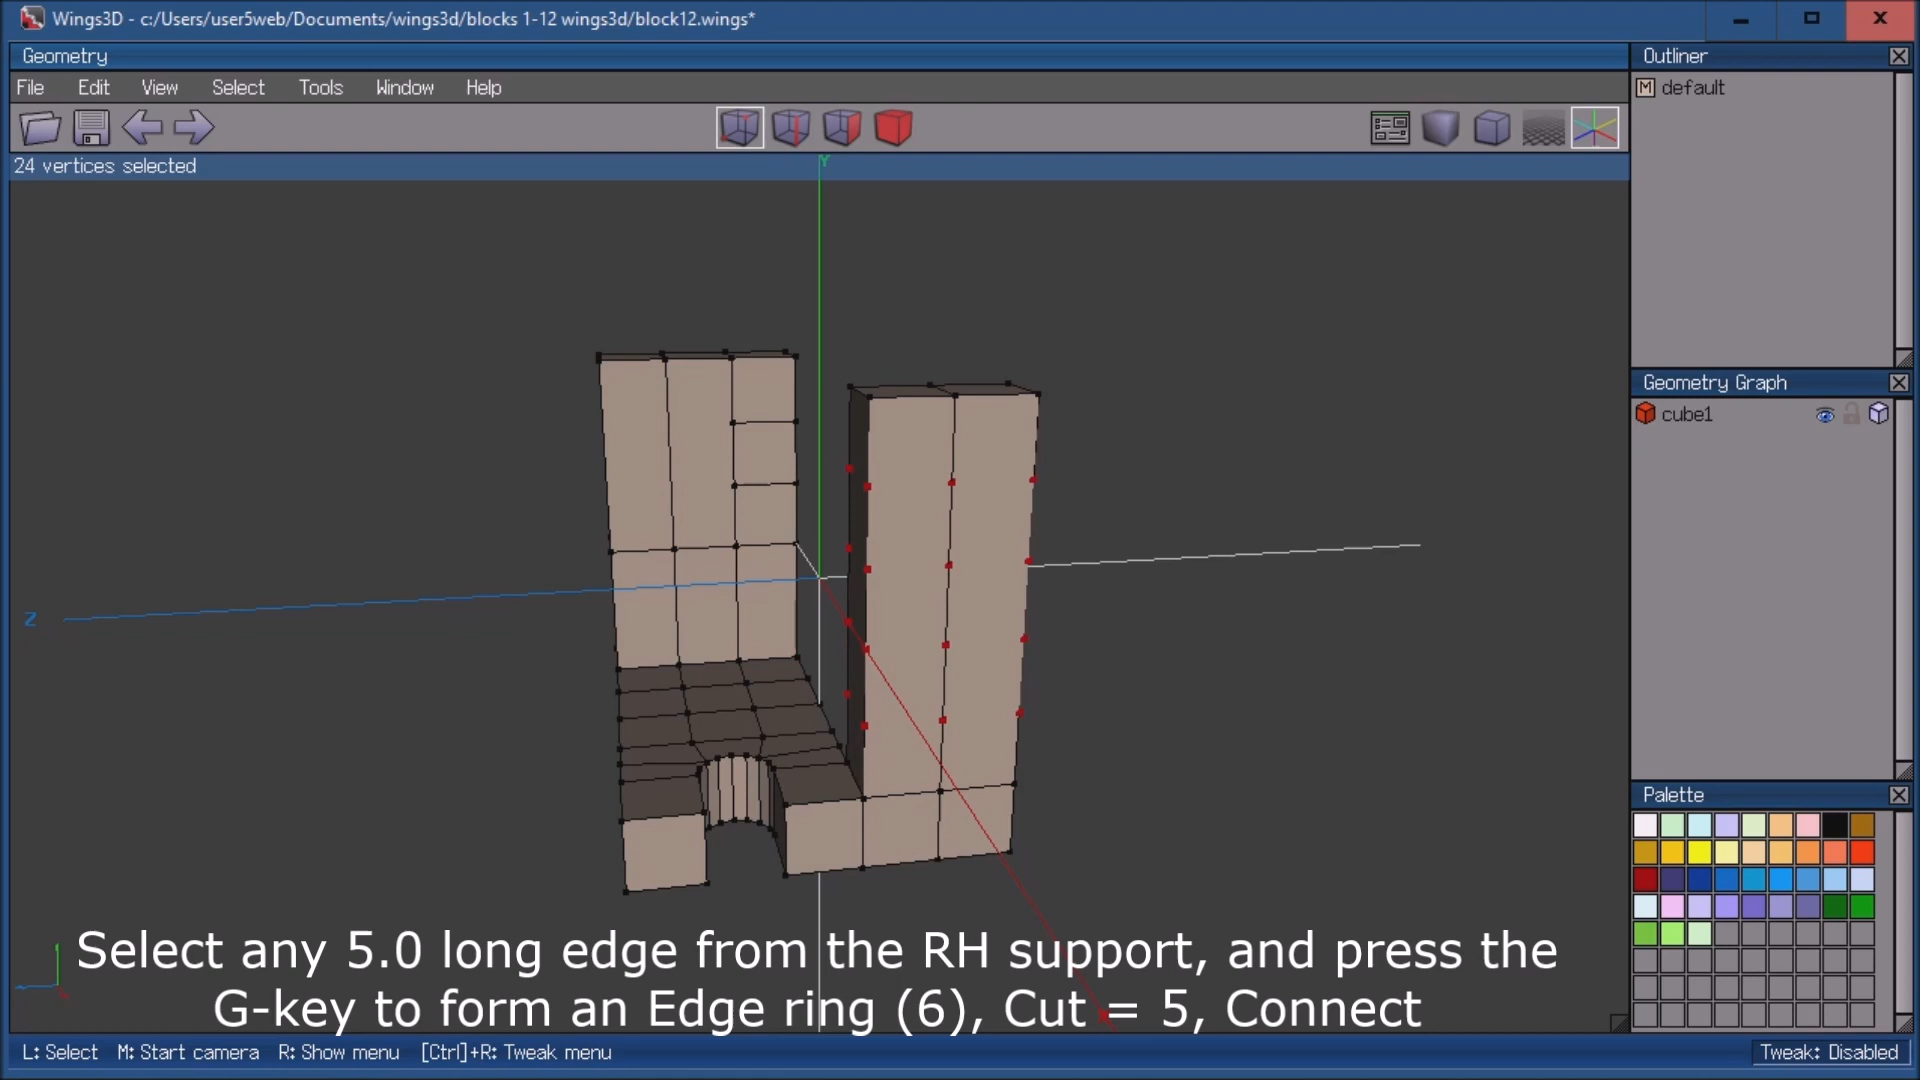 Wings3D - c:/Users/user5web/Documents/wings3d/blocks 1-12 wings3d/block12.wings*
Geometry
File Edit View Select Tools Window Help
24 vertices selected
Y
Z
Outliner
M default
Geometry Graph
cube1
Palette
Select any 5.0 long edge from the RH support, and press the
G-key to form an Edge ring (6), Cut = 5, Connect
L: Select M: Start camera R: Show menu [Ctrl]+R: Tweak menu
Tweak: Disabled